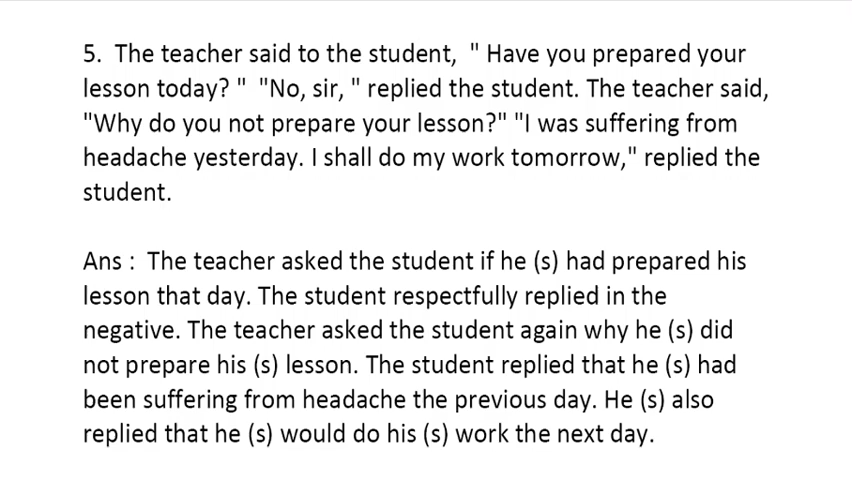 5.  The teacher said to the student,  " Have you prepared your
lesson today? "  "No, sir, " replied the student. The teacher said,
"Why do you not prepare your lesson?" "I was suffering from
headache yesterday. I shall do my work tomorrow," replied the
student.
Ans :  The teacher asked the student if he (s) had prepared his
lesson that day. The student respectfully replied in the
negative. The teacher asked the student again why he (s) did
not prepare his (s) lesson. The student replied that he (s) had
been suffering from headache the previous day. He (s) also
replied that he (s) would do his (s) work the next day.